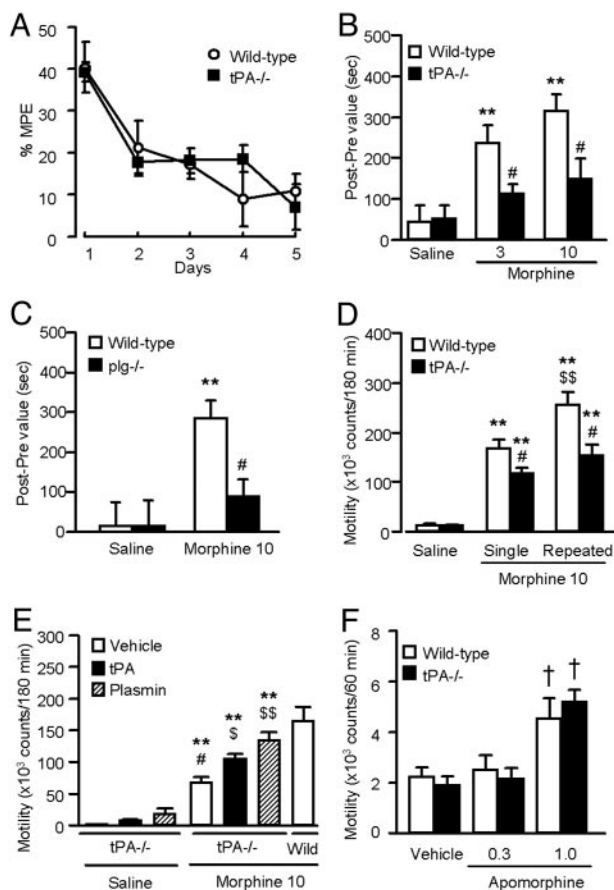 A
50
40
30
20
10
0
% MPE
Wild-type
tPA-/-
1 2 3 4 5
Days
B
500
400
300
200
100
0
Post-Pre value (sec)
Wild-type
tPA-/-
**
#
**
#
Saline 3 10
Morphine
C
500
400
300
200
100
0
Post-Pre value (sec)
Wild-type
plg-/-
**
#
Saline Morphine 10
D
400
300
200
100
0
Motility (x10³ counts/180 min)
Wild-type
tPA-/-
**
**
#
**
$$
**
#
Saline Single Repeated
Morphine 10
E
300
250
200
150
100
50
0
Motility (x10³ counts/180 min)
Vehicle
tPA
Plasmin
**
#
**
$
**
$$
tPA-/- tPA-/- Wild
Saline Morphine 10
F
8
6
4
2
0
Motility (x10³ counts/60 min)
Wild-type
tPA-/-
†
†
Vehicle 0.3 1.0
Apomorphine